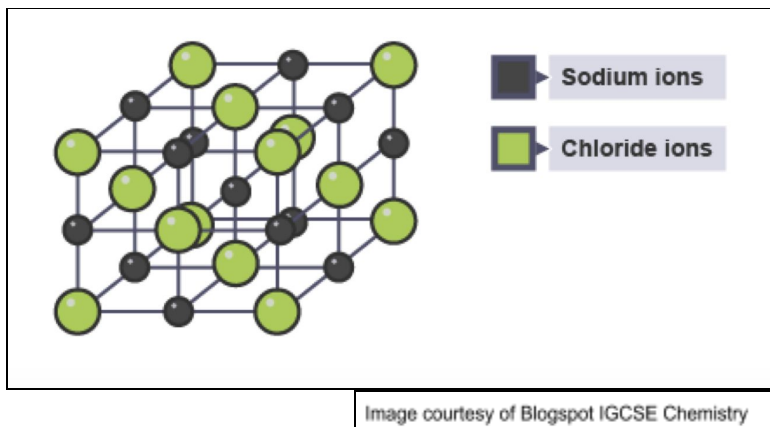 Sodium ions
Chloride ions
Image courtesy of Blogspot IGCSE Chemistry